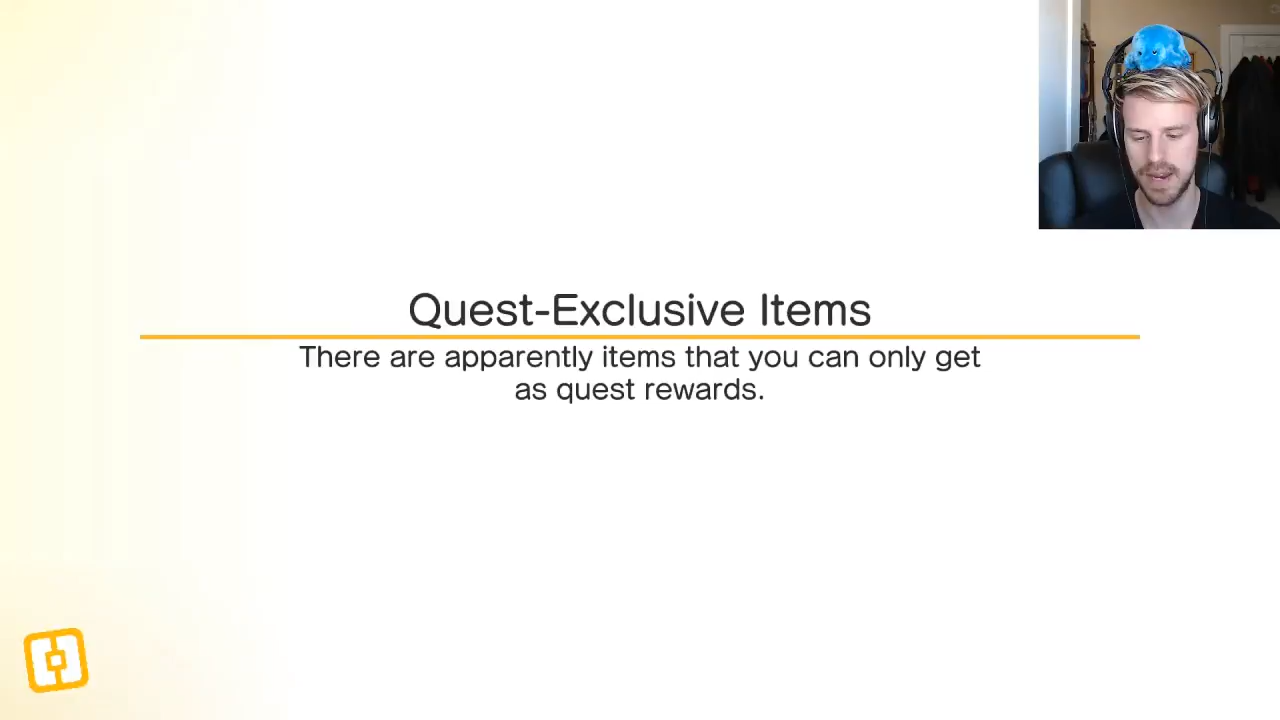 Quest-Exclusive Items
There are apparently items that you can only get
as quest rewards.